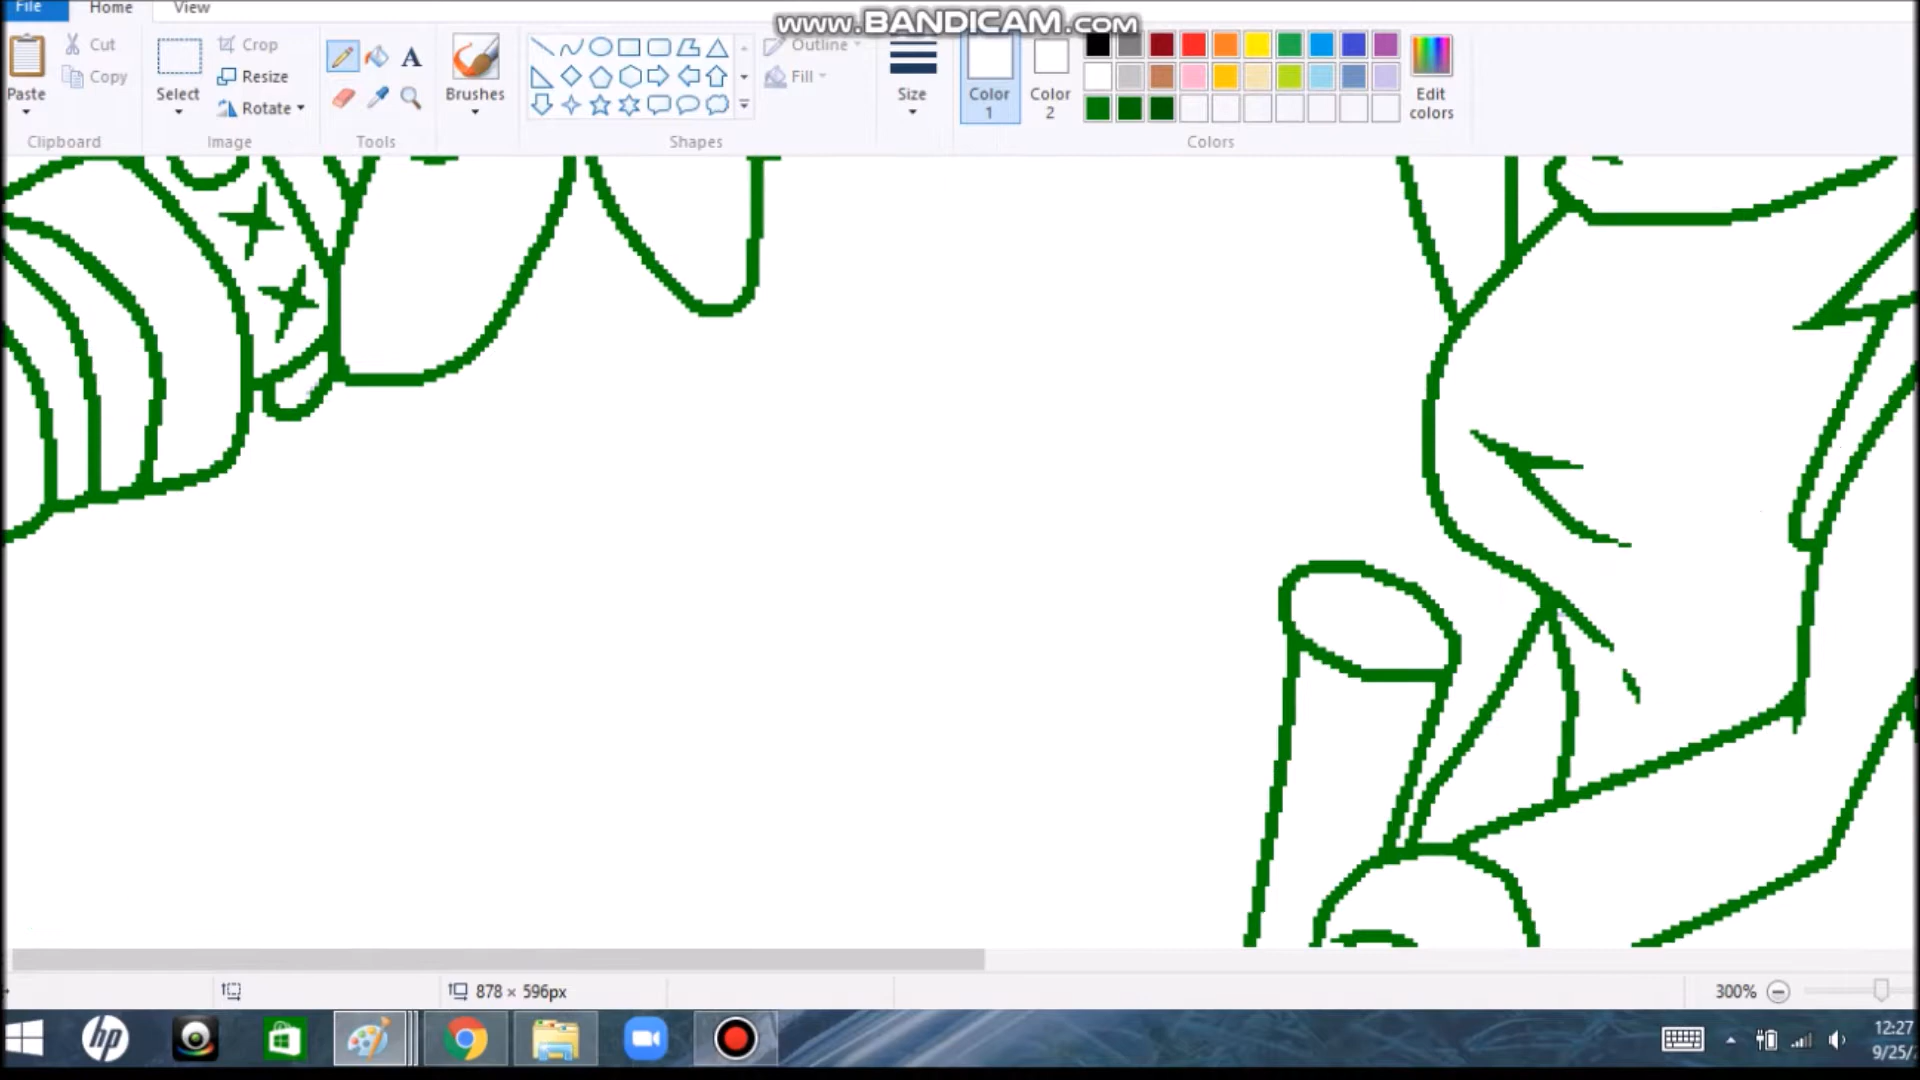 File Home View
www.BANDICAM.com
Cut Crop Outline
Copy Resize Fill
Rotate
Paste Select Brushes Size Color 1 Color 2 Edit colors
Clipboard Image Tools Shapes Colors
878 × 596px 300%
hp 12:27
9/25/